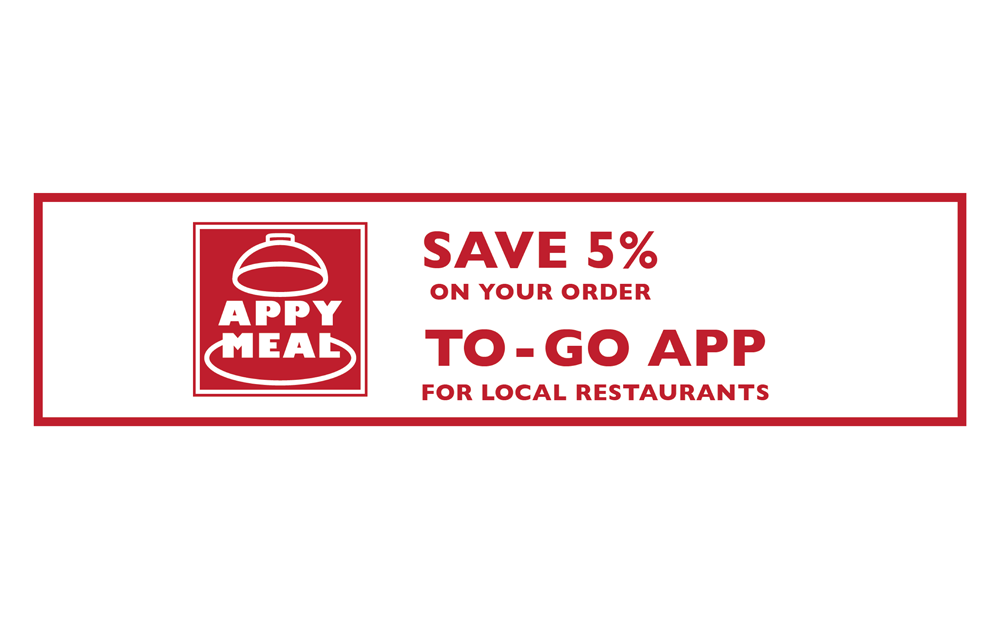 APPY
MEAL
SAVE 5%
ON YOUR ORDER
TO-GO APP
FOR LOCAL RESTAURANTS